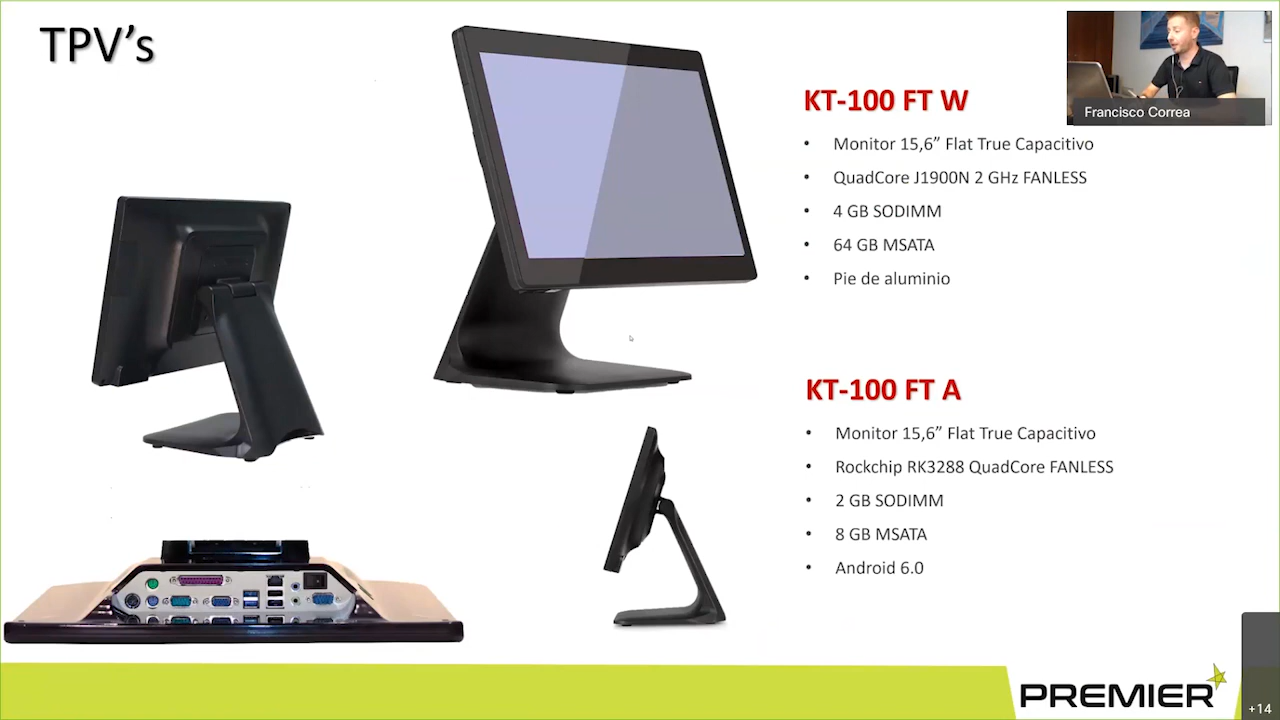 TPV's
Francisco Correa
KT-100 FT W
• Monitor 15,6” Flat True Capacitivo
• QuadCore J1900N 2 GHz FANLESS
• 4 GB SODIMM
• 64 GB MSATA
• Pie de aluminio
KT-100 FT A
• Monitor 15,6” Flat True Capacitivo
• Rockchip RK3288 QuadCore FANLESS
• 2 GB SODIMM
• 8 GB MSATA
• Android 6.0
PREMIER
+14